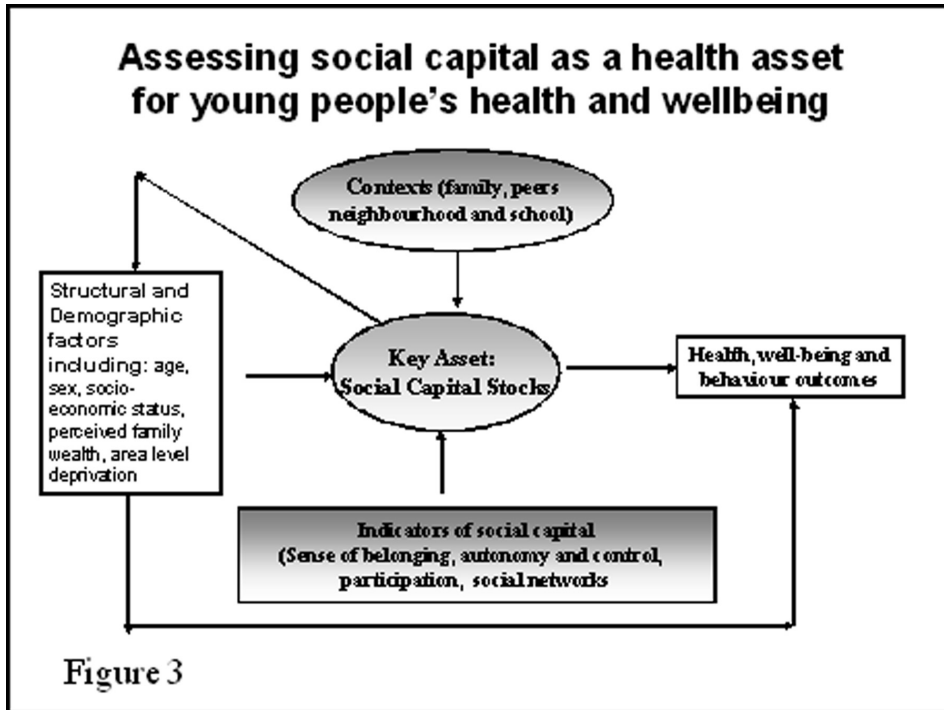 Assessing social capital as a health asset
for young people's health and wellbeing
Contexts (family, peers
neighbourhood and school)
Structural and
Demographic
factors
including: age,
sex, socio-
economic status,
perceived family
wealth, area level
deprivation
Key Asset:
Social Capital Stocks
Health, well-being and
behaviour outcomes
Indicators of social capital
(Sense of belonging, autonomy and control,
participation, social networks
Figure 3